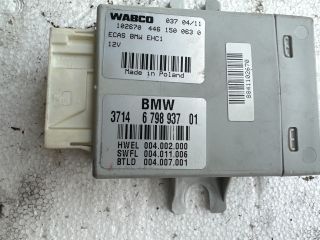 WABCO 037 04/11
102670 446 150 063 0
ECAS BMW EHC1
12V
Made in Poland
BMW
3714 6 798 937 01
HWEL 004.002.000
SWFL 004.011.006
BTLD 004.007.001
8841102670